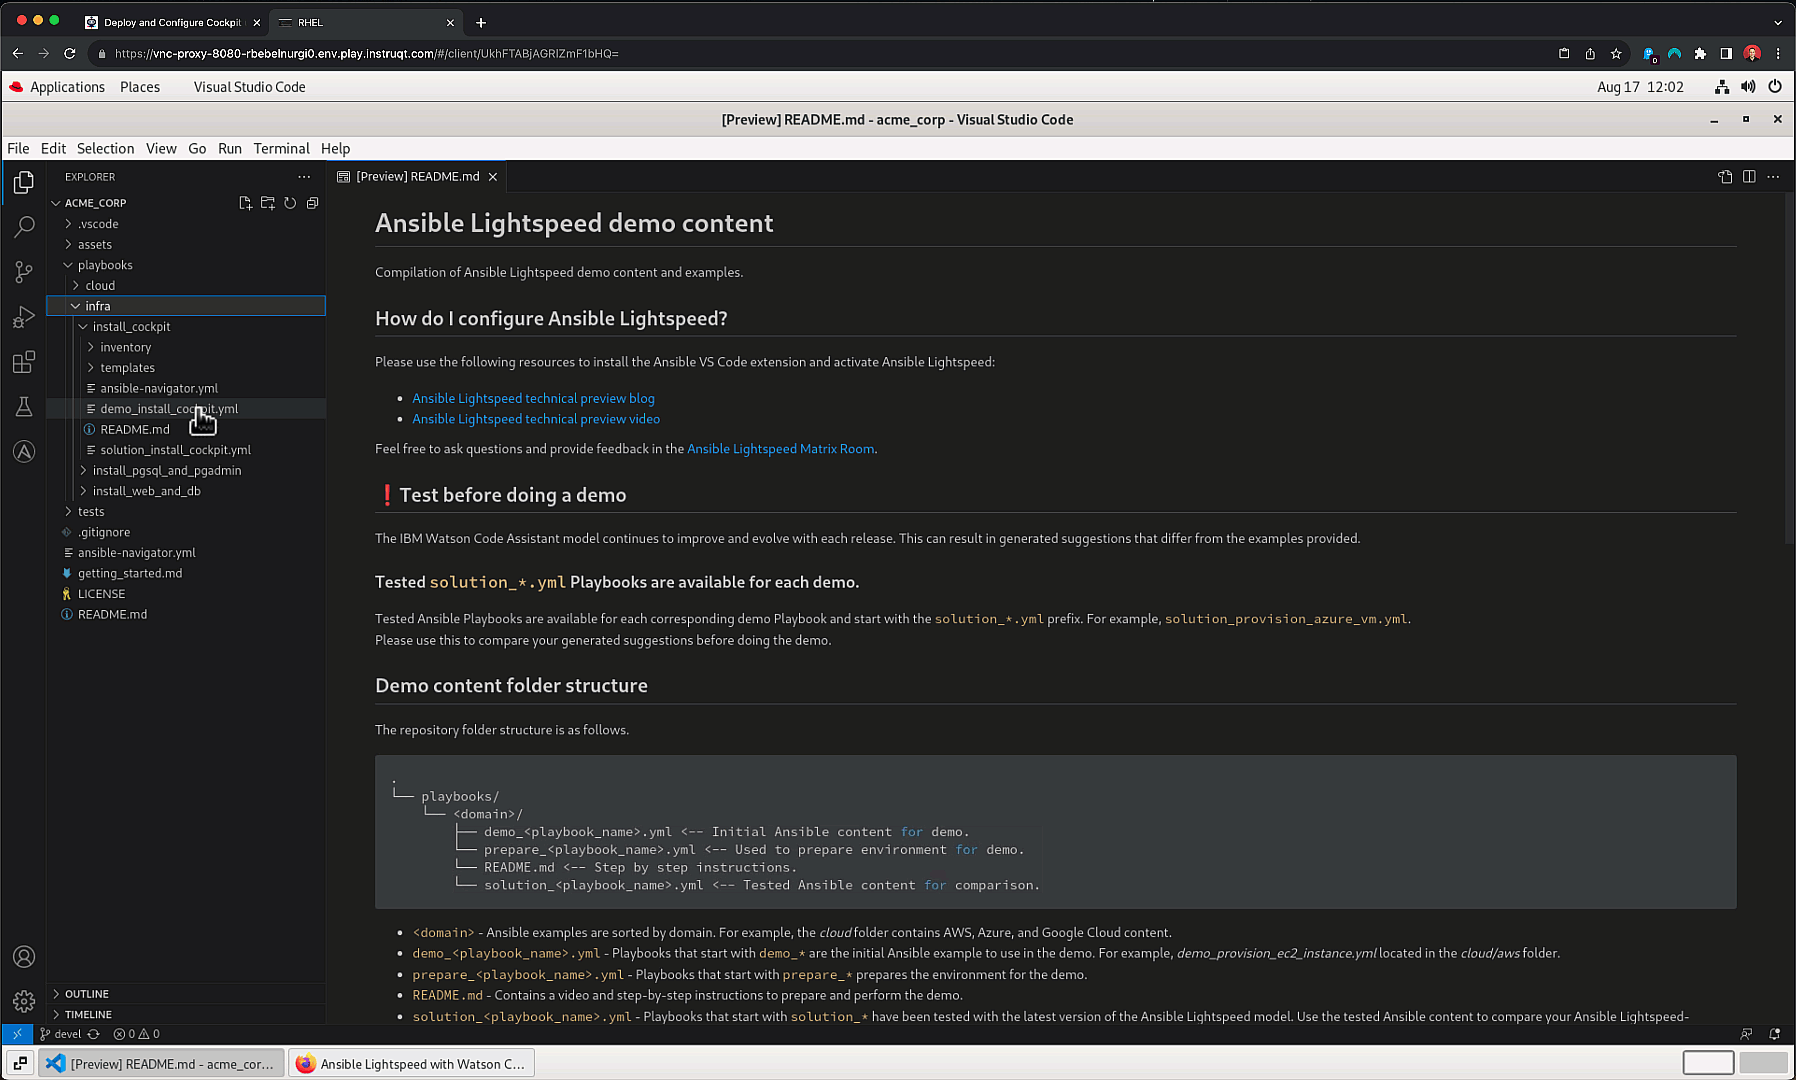 Deploy and Configure Cockpit
RHEL
https://vnc-proxy-8080-rbebelnurgi0.env.play.instruqt.com/#/client/UkhFTABjAGRlZmF1bHQ=
Applications Places Visual Studio Code Aug 17 12:02
[Preview] README.md - acme_corp - Visual Studio Code
File Edit Selection View Go Run Terminal Help
EXPLORER
ACME_CORP
.vscode
assets
playbooks
cloud
infra
install_cockpit
inventory
templates
ansible-navigator.yml
demo_install_cockpit.yml
README.md
solution_install_cockpit.yml
install_pgsql_and_pgadmin
install_web_and_db
tests
.gitignore
ansible-navigator.yml
getting_started.md
LICENSE
README.md
OUTLINE
TIMELINE
[Preview] README.md
Ansible Lightspeed demo content
Compilation of Ansible Lightspeed demo content and examples.
How do I configure Ansible Lightspeed?
Please use the following resources to install the Ansible VS Code extension and activate Ansible Lightspeed:
• Ansible Lightspeed technical preview blog
• Ansible Lightspeed technical preview video
Feel free to ask questions and provide feedback in the Ansible Lightspeed Matrix Room.
❗Test before doing a demo
The IBM Watson Code Assistant model continues to improve and evolve with each release. This can result in generated suggestions that differ from the examples provided.
Tested solution_*.yml Playbooks are available for each demo.
Tested Ansible Playbooks are available for each corresponding demo Playbook and start with the solution_*.yml prefix. For example, solution_provision_azure_vm.yml.
Please use this to compare your generated suggestions before doing the demo.
Demo content folder structure
The repository folder structure is as follows.
.
└── playbooks/
└── <domain>/
├── demo_<playbook_name>.yml <-- Initial Ansible content for demo.
└── prepare_<playbook_name>.yml <-- Used to prepare environment for demo.
└── README.md <-- Step by step instructions.
└── solution_<playbook_name>.yml <-- Tested Ansible content for comparison.
• <domain> - Ansible examples are sorted by domain. For example, the cloud folder contains AWS, Azure, and Google Cloud content.
• demo_<playbook_name>.yml - Playbooks that start with demo_* are the initial Ansible example to use in the demo. For example, demo_provision_ec2_instance.yml located in the cloud/aws folder.
• prepare_<playbook_name>.yml - Playbooks that start with prepare_* prepares the environment for the demo.
• README.md - Contains a video and step-by-step instructions to prepare and perform the demo.
• solution_<playbook_name>.yml - Playbooks that start with solution_* have been tested with the latest version of the Ansible Lightspeed model. Use the tested Ansible content to compare your Ansible Lightspeed-
devel 0 0
[Preview] README.md - acme_cor... Ansible Lightspeed with Watson C...